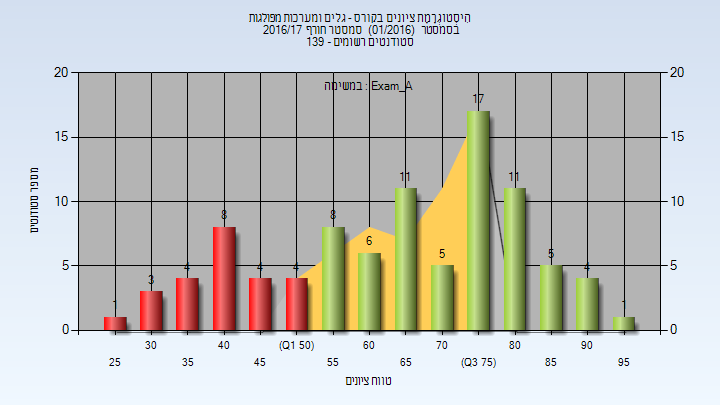 הִיסטוֹגְרַמַת ציונים בקורס - גלים ומערכות מפולגות
בסמסטר (01/2016) סמסטר חורף 2016/17
סטודנטים רשומים - 139
במשימה : Exam_A
20 20
15 15
10 10
5 5
0 0
מספר סטודנטים
1 3 4 8 4 4 8 6 11 5 17 11 5 4 1
30 40 (Q1 50) 60 70 80 90
25 35 45 55 65 (Q3 75) 85 95
טווח ציונים